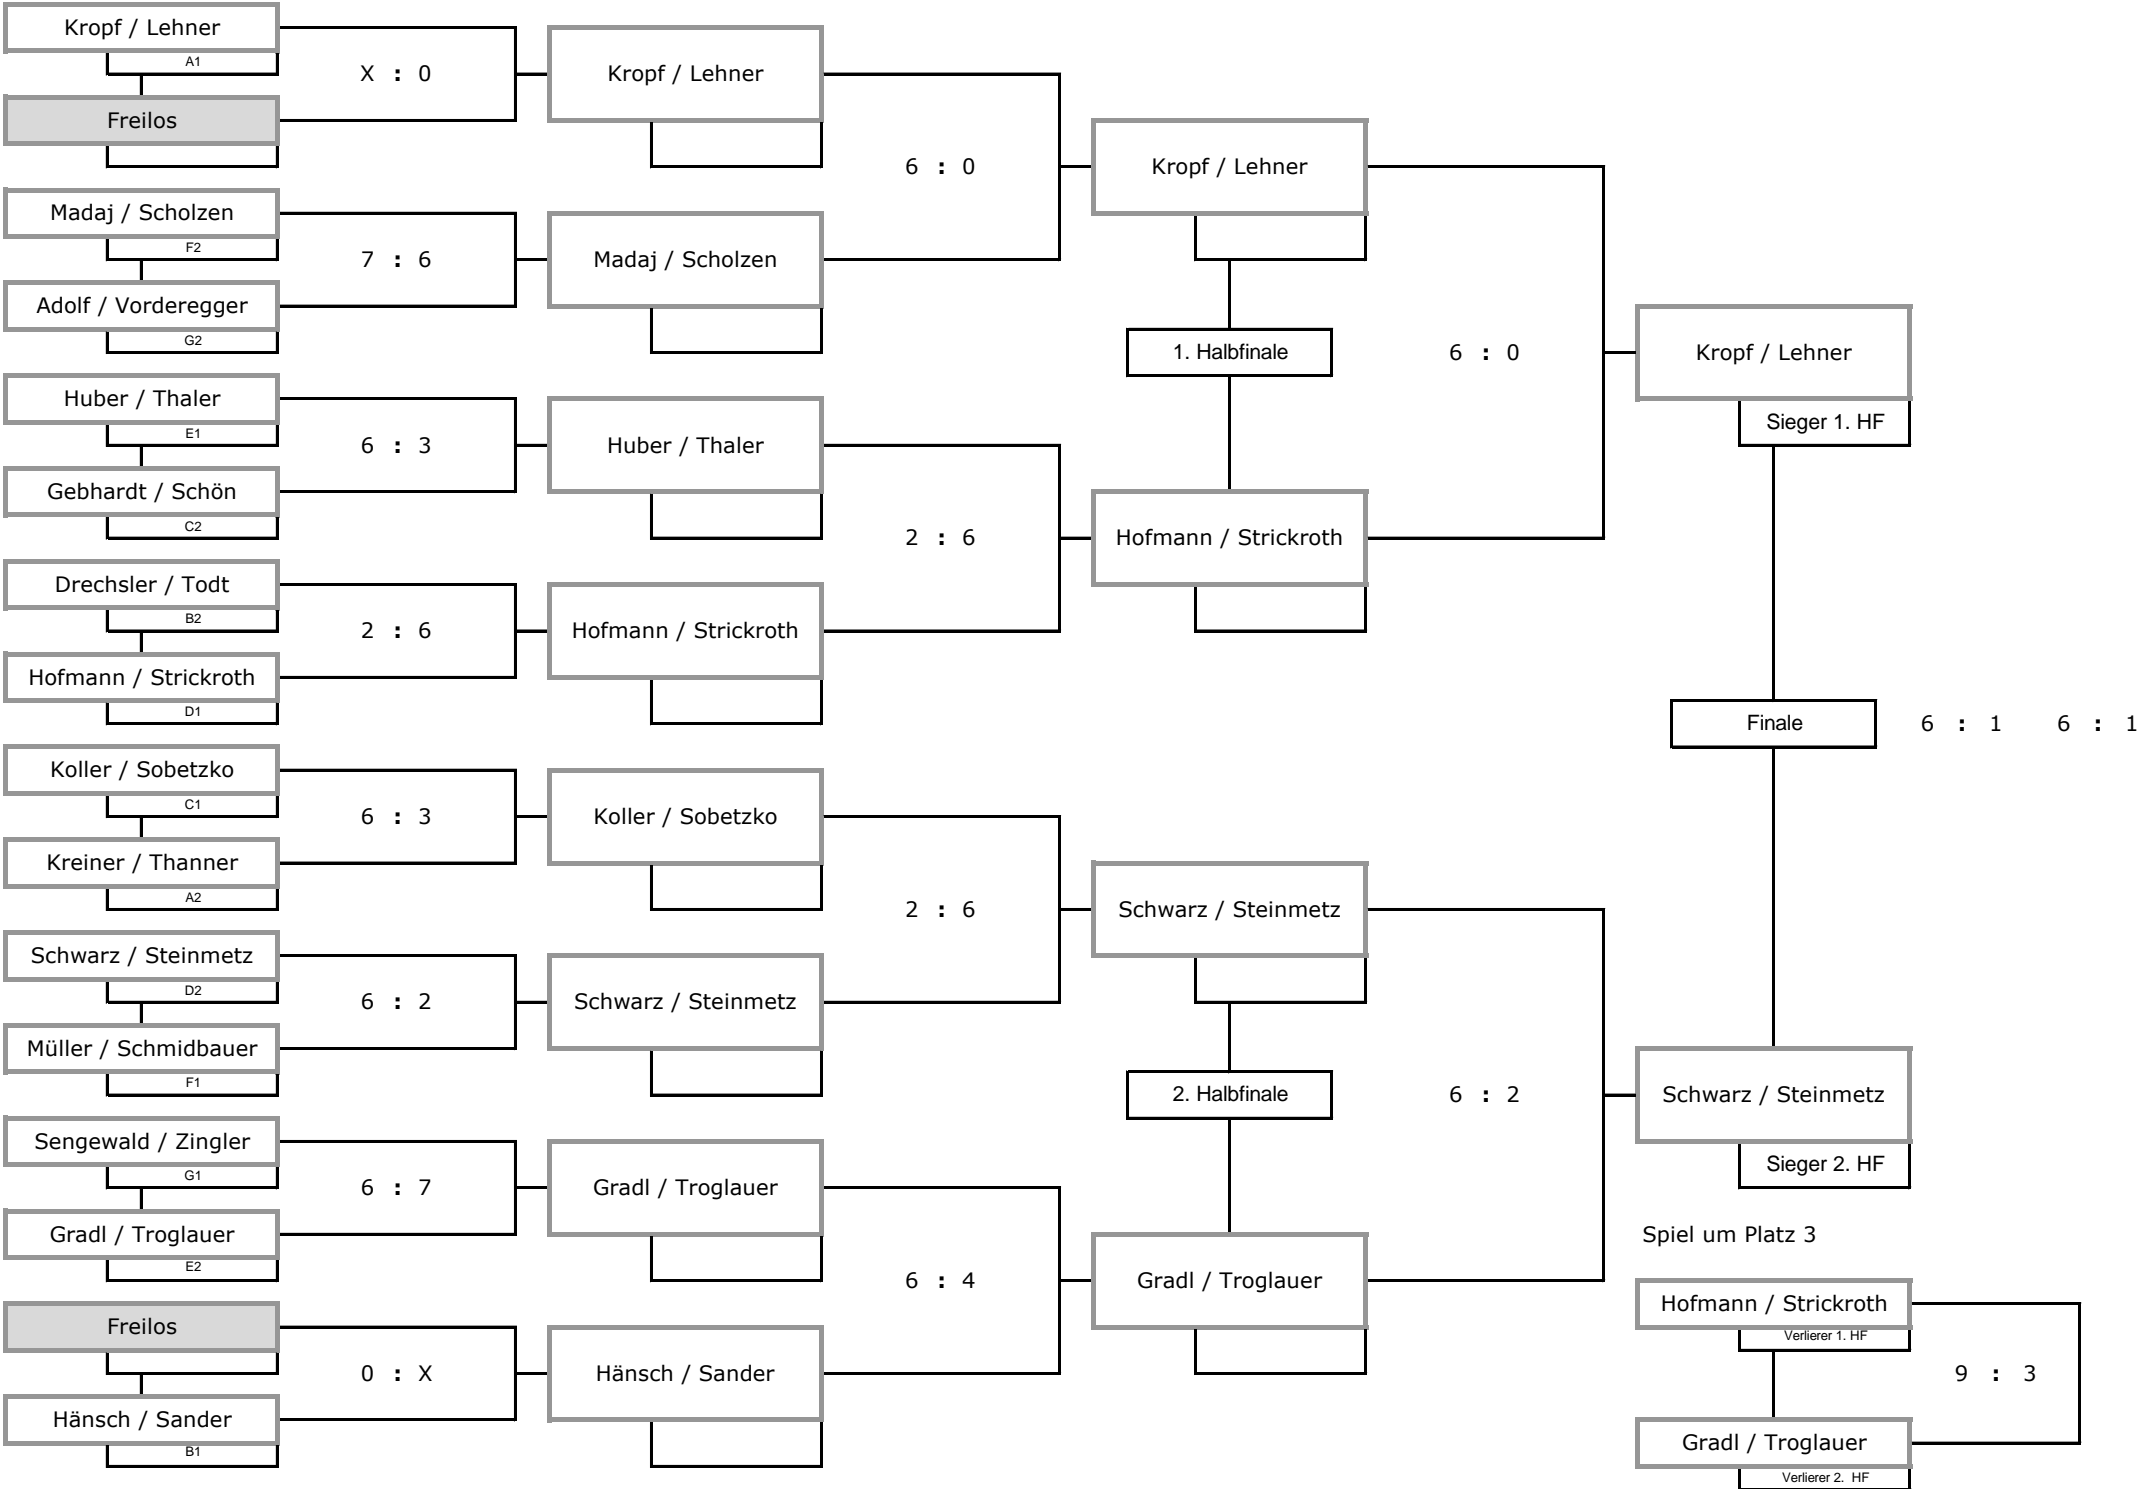 Kropf / Lehner
A1
X : 0
Freilos
Madaj / Scholzen
F2
7 : 6
Adolf / Vorderegger
G2
Huber / Thaler
E1
6 : 3
Gebhardt / Schön
C2
Drechsler / Todt
B2
2 : 6
Hofmann / Strickroth
D1
Koller / Sobetzko
C1
6 : 3
Kreiner / Thanner
A2
Schwarz / Steinmetz
D2
6 : 2
Müller / Schmidbauer
F1
Sengewald / Zingler
G1
6 : 7
Gradl / Troglauer
E2
Freilos
0 : X
Hänsch / Sander
B1
Kropf / Lehner
6 : 0
Madaj / Scholzen
Huber / Thaler
2 : 6
Hofmann / Strickroth
Koller / Sobetzko
2 : 6
Schwarz / Steinmetz
Gradl / Troglauer
6 : 4
Hänsch / Sander
Kropf / Lehner
1. Halbfinale
6 : 0
Hofmann / Strickroth
Schwarz / Steinmetz
2. Halbfinale
6 : 2
Gradl / Troglauer
Kropf / Lehner
Sieger 1. HF
Finale
6 : 1 6 : 1
Schwarz / Steinmetz
Sieger 2. HF
Spiel um Platz 3
Hofmann / Strickroth
Verlierer 1. HF
9 : 3
Gradl / Troglauer
Verlierer 2. HF